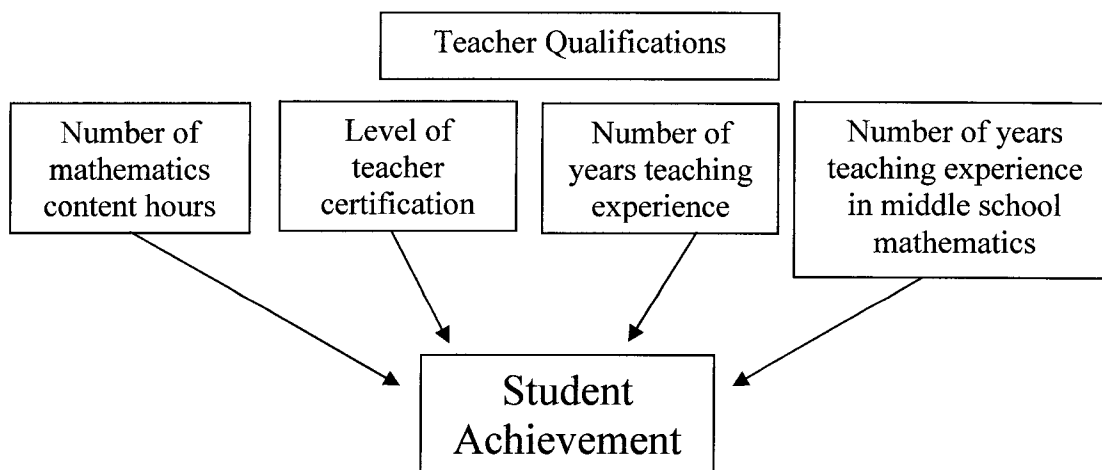 Teacher Qualifications
Number of
mathematics
content hours
Level of
teacher
certification
Number of
years teaching
experience
Number of years
teaching experience
in middle school
mathematics
Student
Achievement